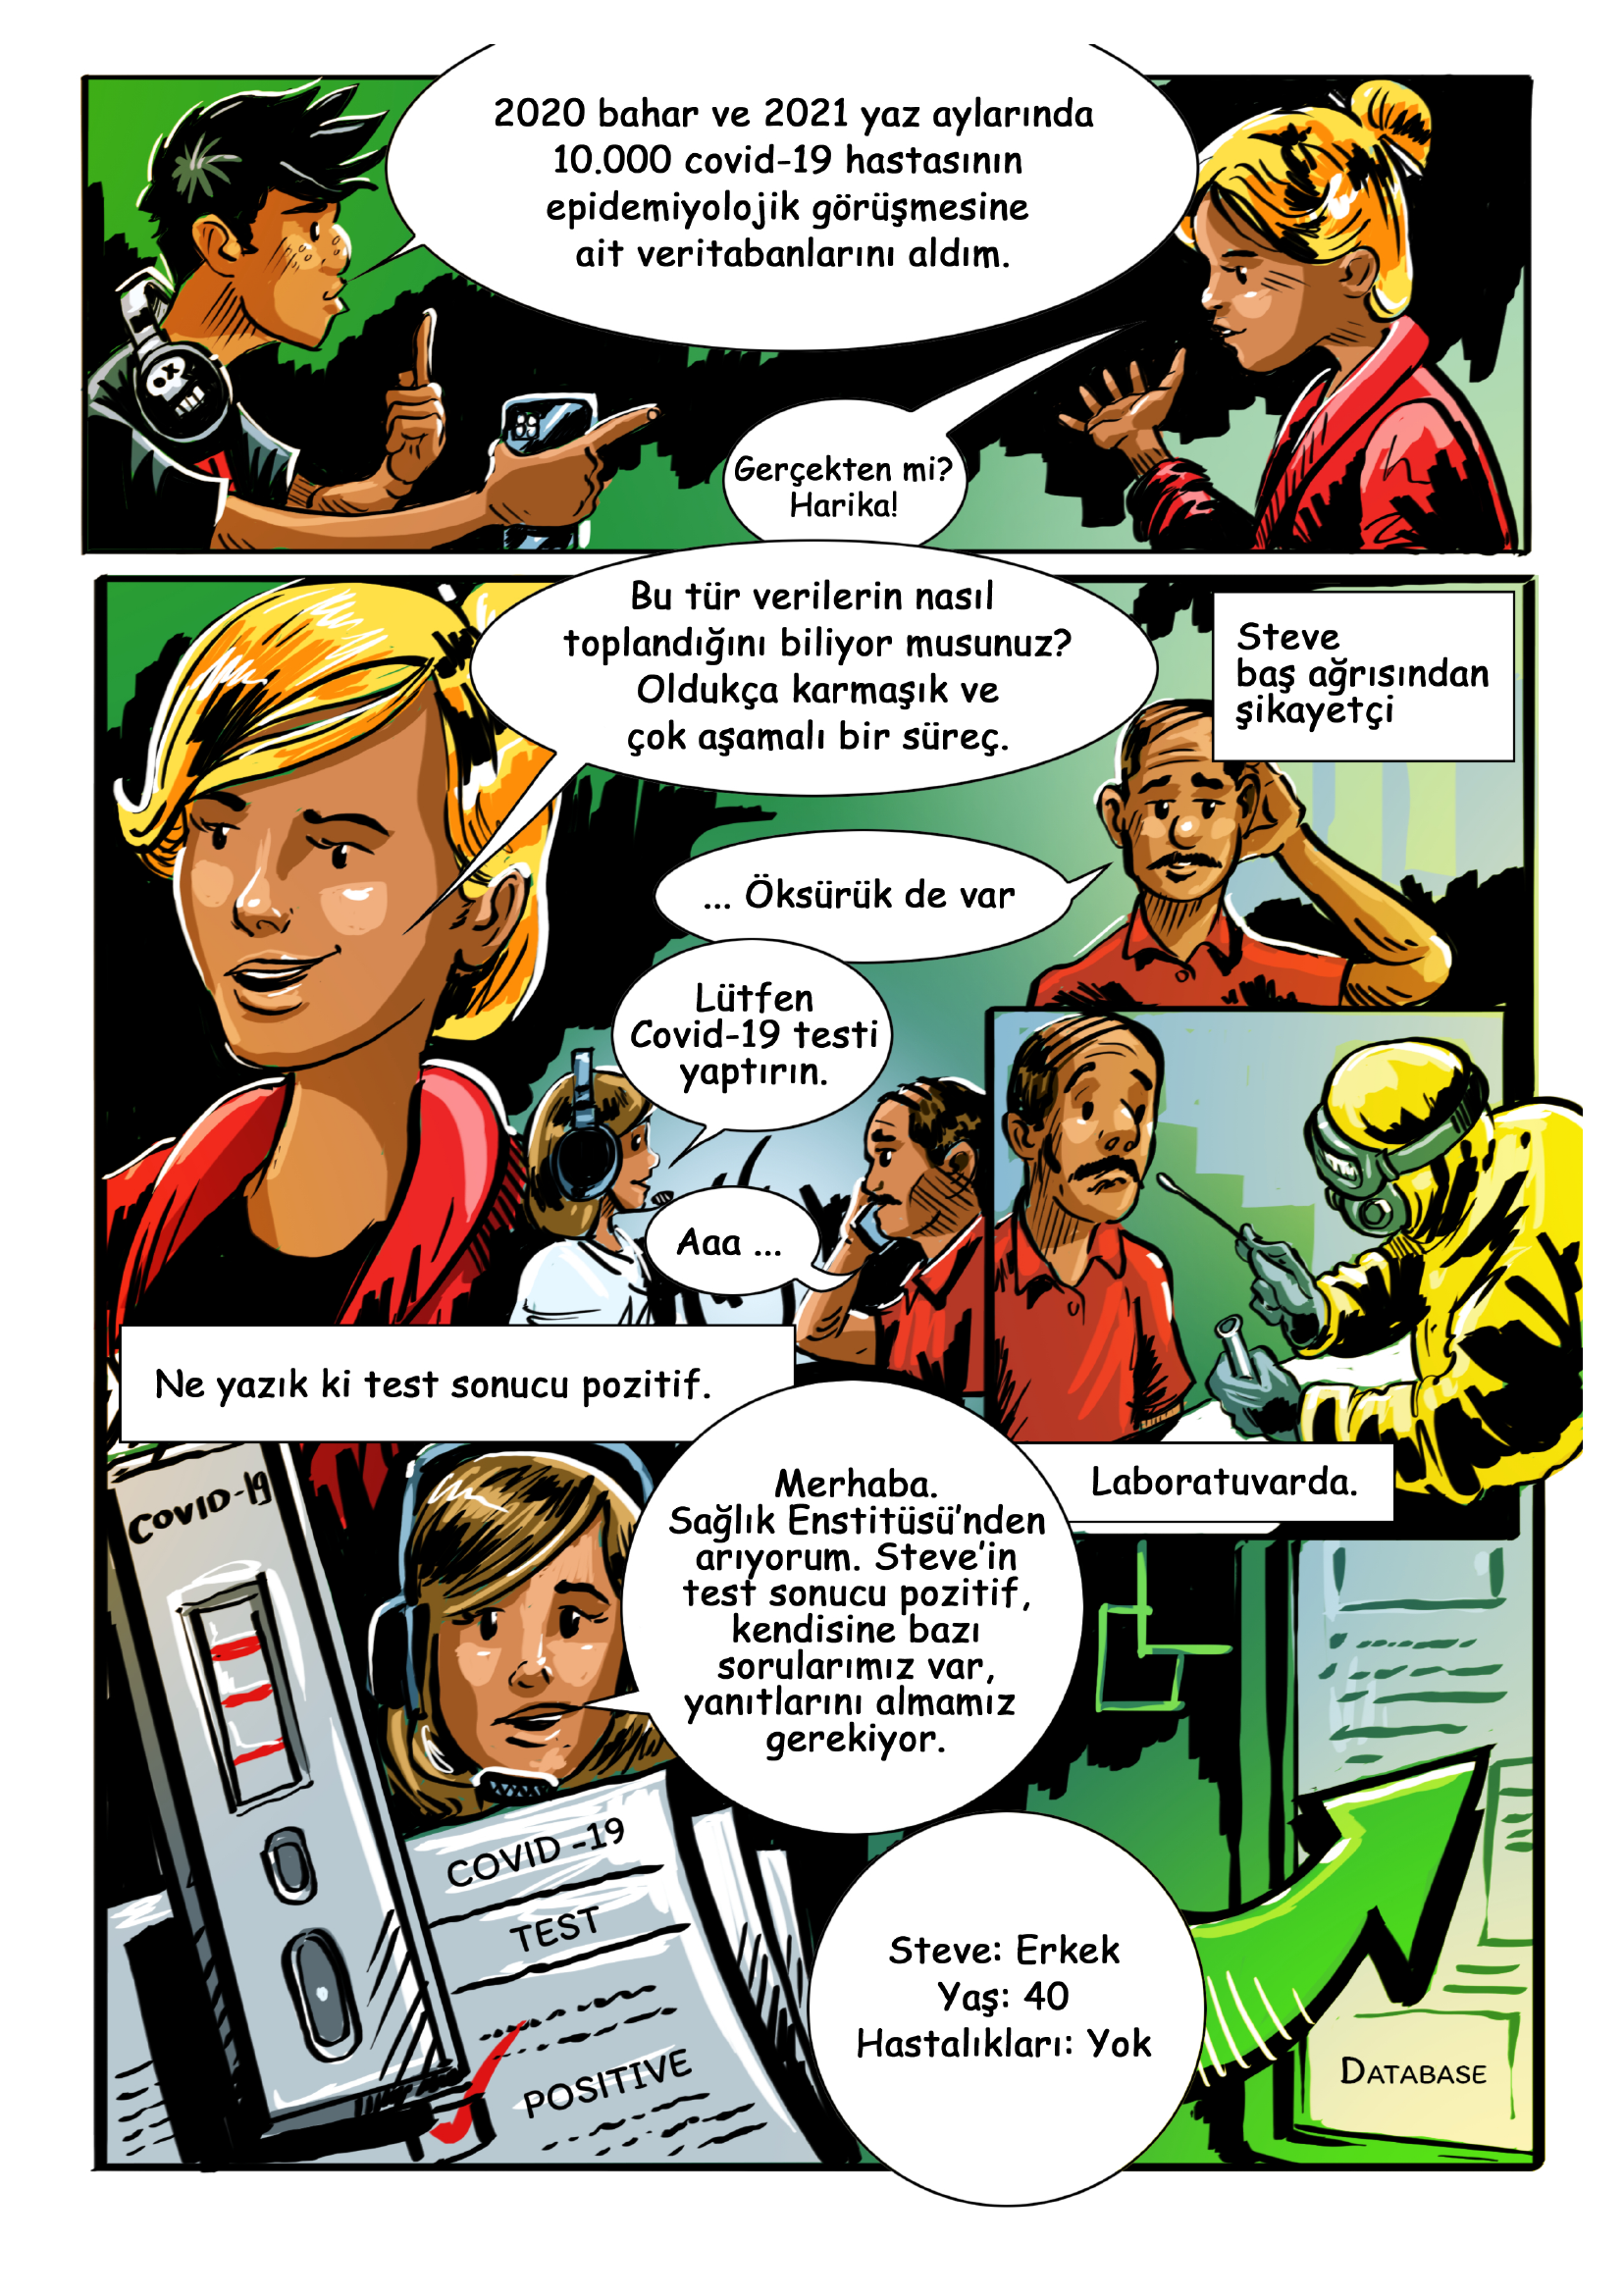 2020 bahar ve 2021 yaz aylarında
10.000 covid-19 hastasının
epidemiyolojik görüşmesine
ait veritabanlarını aldım.
Gerçekten mi?
Harika!
Bu tür verilerin nasıl
toplandığını biliyor musunuz?
Oldukça karmaşık ve
çok aşamalı bir süreç.
Steve
baş ağrısından
şikayetçi
... Öksürük de var
Lütfen
Covid-19 testi
yaptırın.
Aaa ...
Laboratuvarda.
Ne yazık ki test sonucu pozitif.
COVID-19
Merhaba.
Sağlık Enstitüsü’nden
arıyorum. Steve’in
test sonucu pozitif,
kendisine bazı
sorularımız var,
yanıtlarını almamız
gerekiyor.
COVID -19
TEST
POSITIVE
Steve: Erkek
Yaş: 40
Hastalıkları: Yok
DATABASE